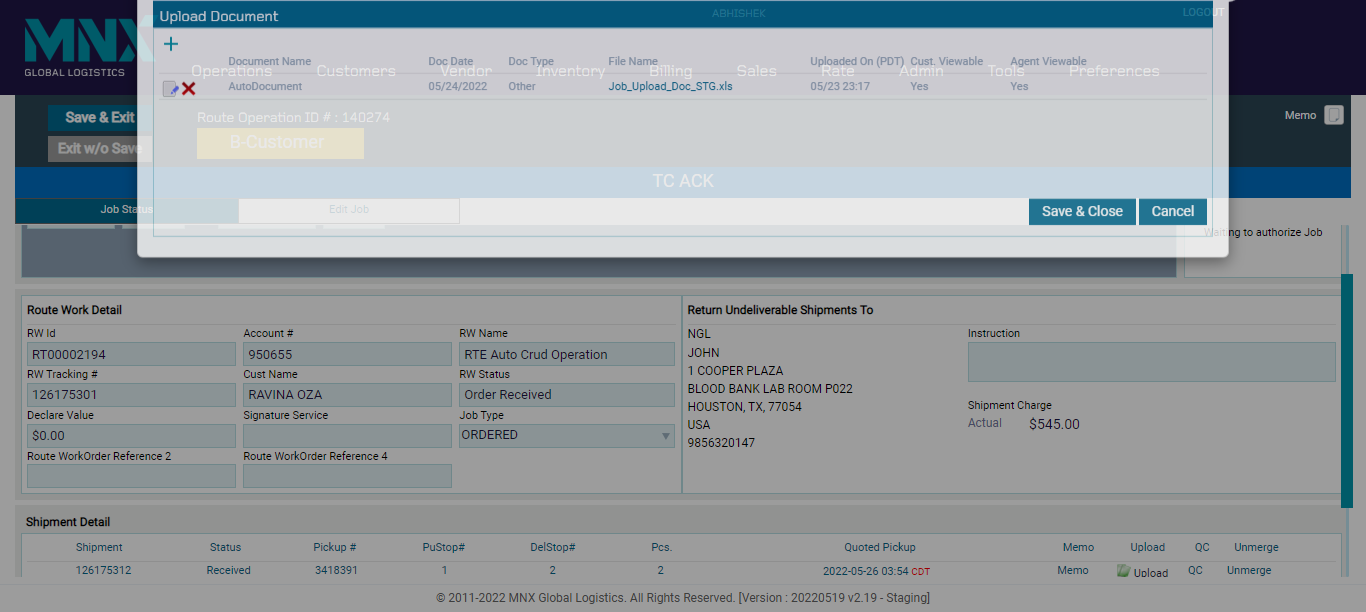 Upload Document
ABHISHEK
LOGOUT
MNX
GLOBAL LOGISTICS
Operations Customers Vendor Inventory Billing Sales Rate Admin Tools Preferences
Document Name Doc Date Doc Type File Name Uploaded On (PDT) Cust. Viewable Agent Viewable
AutoDocument 05/24/2022 Other Job_Upload_Doc_STG.xls 05/23 23:17 Yes Yes
Save & Exit
Route Operation ID # : 140274
Memo
Exit w/o Save
B-Customer
TC ACK
Job Status
Edit Job
Save & Close
Cancel
Waiting to authorize Job
Route Work Detail
RW Id Account # RW Name
RT00002194 950655 RTE Auto Crud Operation
RW Tracking # Cust Name RW Status
126175301 RAVINA OZA Order Received
Declare Value Signature Service Job Type
$0.00 ORDERED
Route WorkOrder Reference 2 Route WorkOrder Reference 4
Return Undeliverable Shipments To
NGL
JOHN
1 COOPER PLAZA
BLOOD BANK LAB ROOM P022
HOUSTON, TX, 77054
USA
9856320147
Instruction
Shipment Charge
Actual $545.00
Shipment Detail
Shipment Status Pickup # PuStop# DelStop# Pcs. Quoted Pickup Memo Upload QC Unmerge
126175312 Received 3418391 1 2 2 2022-05-26 03:54 CDT Memo Upload QC Unmerge
© 2011-2022 MNX Global Logistics. All Rights Reserved. [Version : 20220519 v2.19 - Staging]